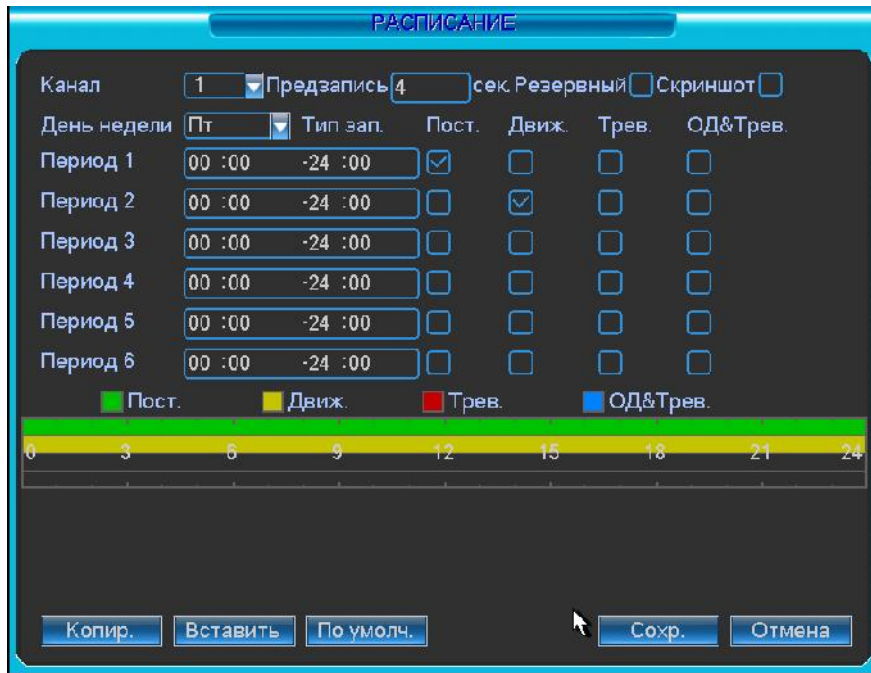 РАСПИСАНИЕ
Канал 1 Предзапись 4 сек. Резервный Скриншот
День недели Пт Тип зап. Пост. Движ. Трев. ОД&Трев.
Период 1 00 :00 -24 :00
Период 2 00 :00 -24 :00
Период 3 00 :00 -24 :00
Период 4 00 :00 -24 :00
Период 5 00 :00 -24 :00
Период 6 00 :00 -24 :00
Пост. Движ. Трев. ОД&Трев.
0 3 6 9 12 15 18 21 24
Копир. Вставить По умолч. Сохр. Отмена